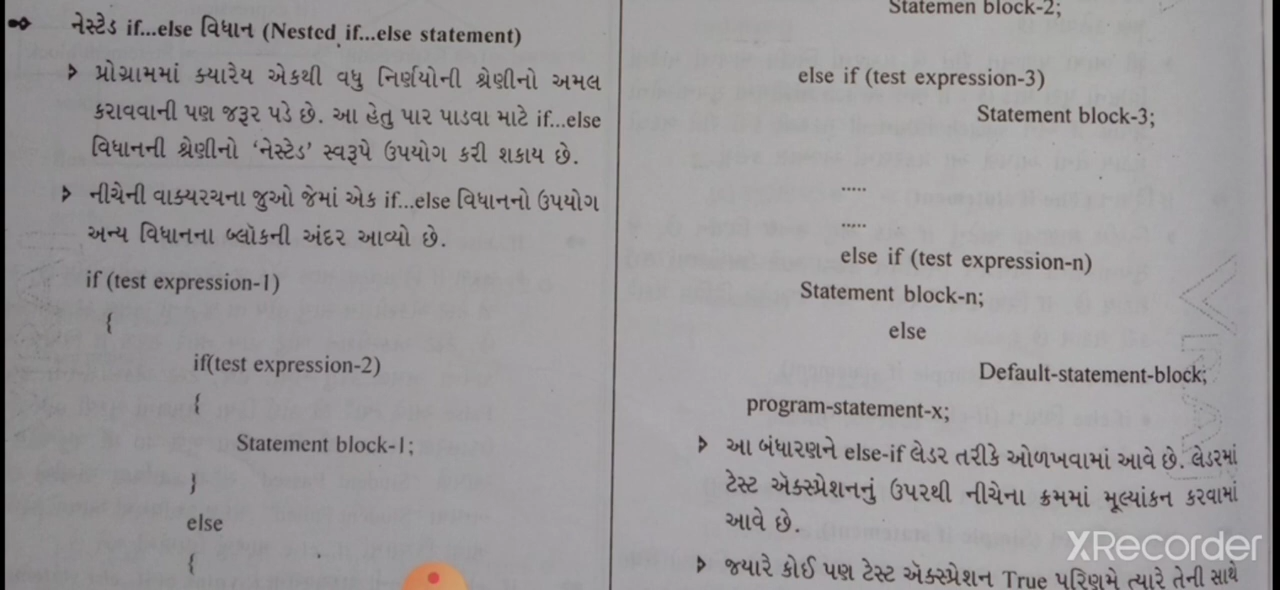 નેસ્ટેડ if...else વિધાન (Nested if...else statement)
પ્રોગ્રામમાં ક્યારેય એકથી વધુ નિર્ણયોની શ્રેણીનો અમલ
કરાવવાની પણ જરૂર પડે છે. આ હેતુ પાર પાડવા માટે if...else
વિધાનની શ્રેણીનો ‘નેસ્ટેડ’ સ્વરૂપે ઉપયોગ કરી શકાય છે.
નીચેની વાક્યરચના જુઓ જેમાં એક if...else વિધાનનો ઉપયોગ
અન્ય વિધાનના બ્લોકની અંદર આવ્યો છે.
if (test expression-1)
{
if(test expression-2)
{
Statement block-1;
}
else
{
Statemen block-2;
else if (test expression-3)
Statement block-3;
.....
....
else if (test expression-n)
Statement block-n;
else
Default-statement-block;
program-statement-x;
આ બંધારણને else-if લેડર તરીકે ઓળખવામાં આવે છે. લેડરમાં
ટેસ્ટ ઍક્સ્પ્રેશનનું ઉપરથી નીચેના ક્રમમાં મૂલ્યાંકન કરવામાં
આવે છે.
જયારે કોઈ પણ ટેસ્ટ ઍક્સ્પ્રેશન True પરિણમે ત્યારે તેની સાથે
XRecorder